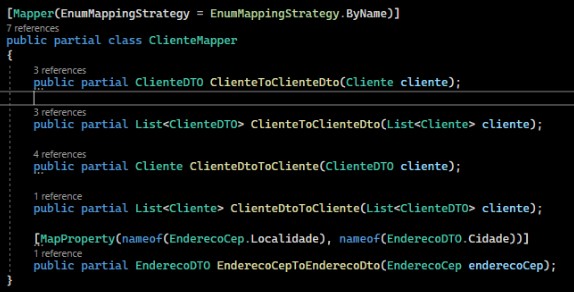 [Mapper(EnumMappingStrategy = EnumMappingStrategy.ByName)]
7 references
public partial class ClienteMapper
{
3 references
public partial ClienteDTO ClienteToClienteDto(Cliente cliente);
3 references
public partial List<ClienteDTO> ClienteToClienteDto(List<Cliente> cliente);
4 references
public partial Cliente ClienteDtoToCliente(ClienteDTO cliente);
1 reference
public partial List<Cliente> ClienteDtoToCliente(List<ClienteDTO> cliente);
[MapProperty(nameof(EnderecoCep.Localidade), nameof(EnderecoDTO.Cidade))]
1 reference
public partial EnderecoDTO EnderecoCepToEnderecoDto(EnderecoCep enderecoCep);
}